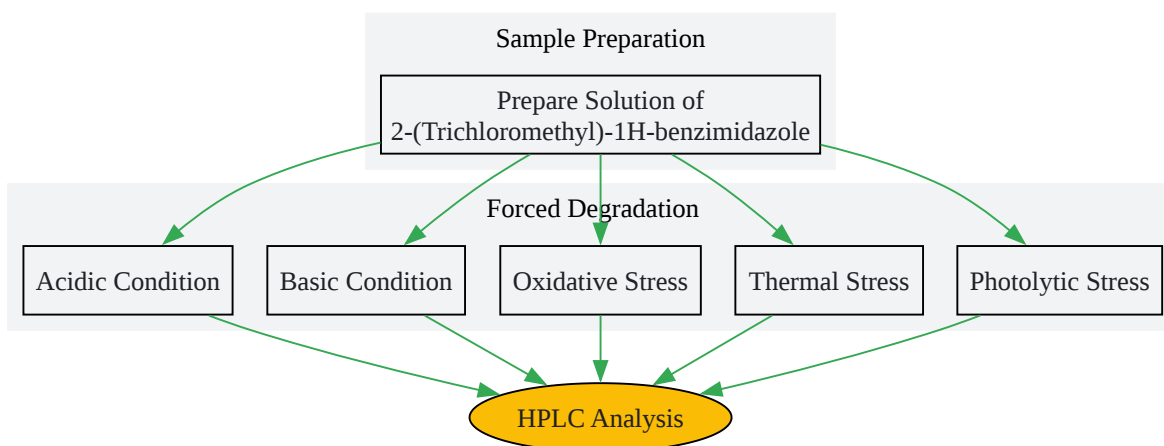 Sample Preparation
Prepare Solution of
2-(Trichloromethyl)-1H-benzimidazole
Forced Degradation
Acidic Condition
Basic Condition
Oxidative Stress
Thermal Stress
Photolytic Stress
HPLC Analysis